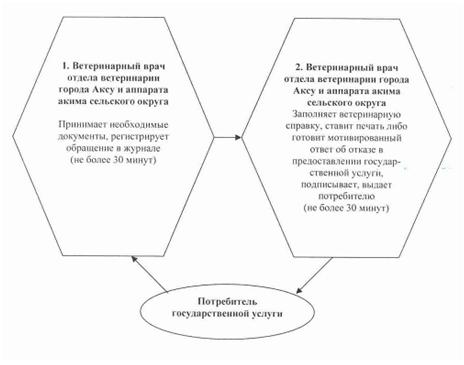 1. Ветеринарный врач
отдела ветеринарии
города Аксу и аппарата
акима сельского округа
Принимает необходимые
документы, регистрирует
обращение в журнале
(не более 30 минут)
2. Ветеринарный врач
отдела ветеринарии города
Аксу и аппарата акима
сельского округа
Заполняет ветеринарную
справку, ставит печать либо
готовит мотивированный
ответ об отказе в
предоставлении государ-
ственной услуги,
подписывает, выдает
потребителю
(не более 30 минут)
Потребитель
государственной услуги